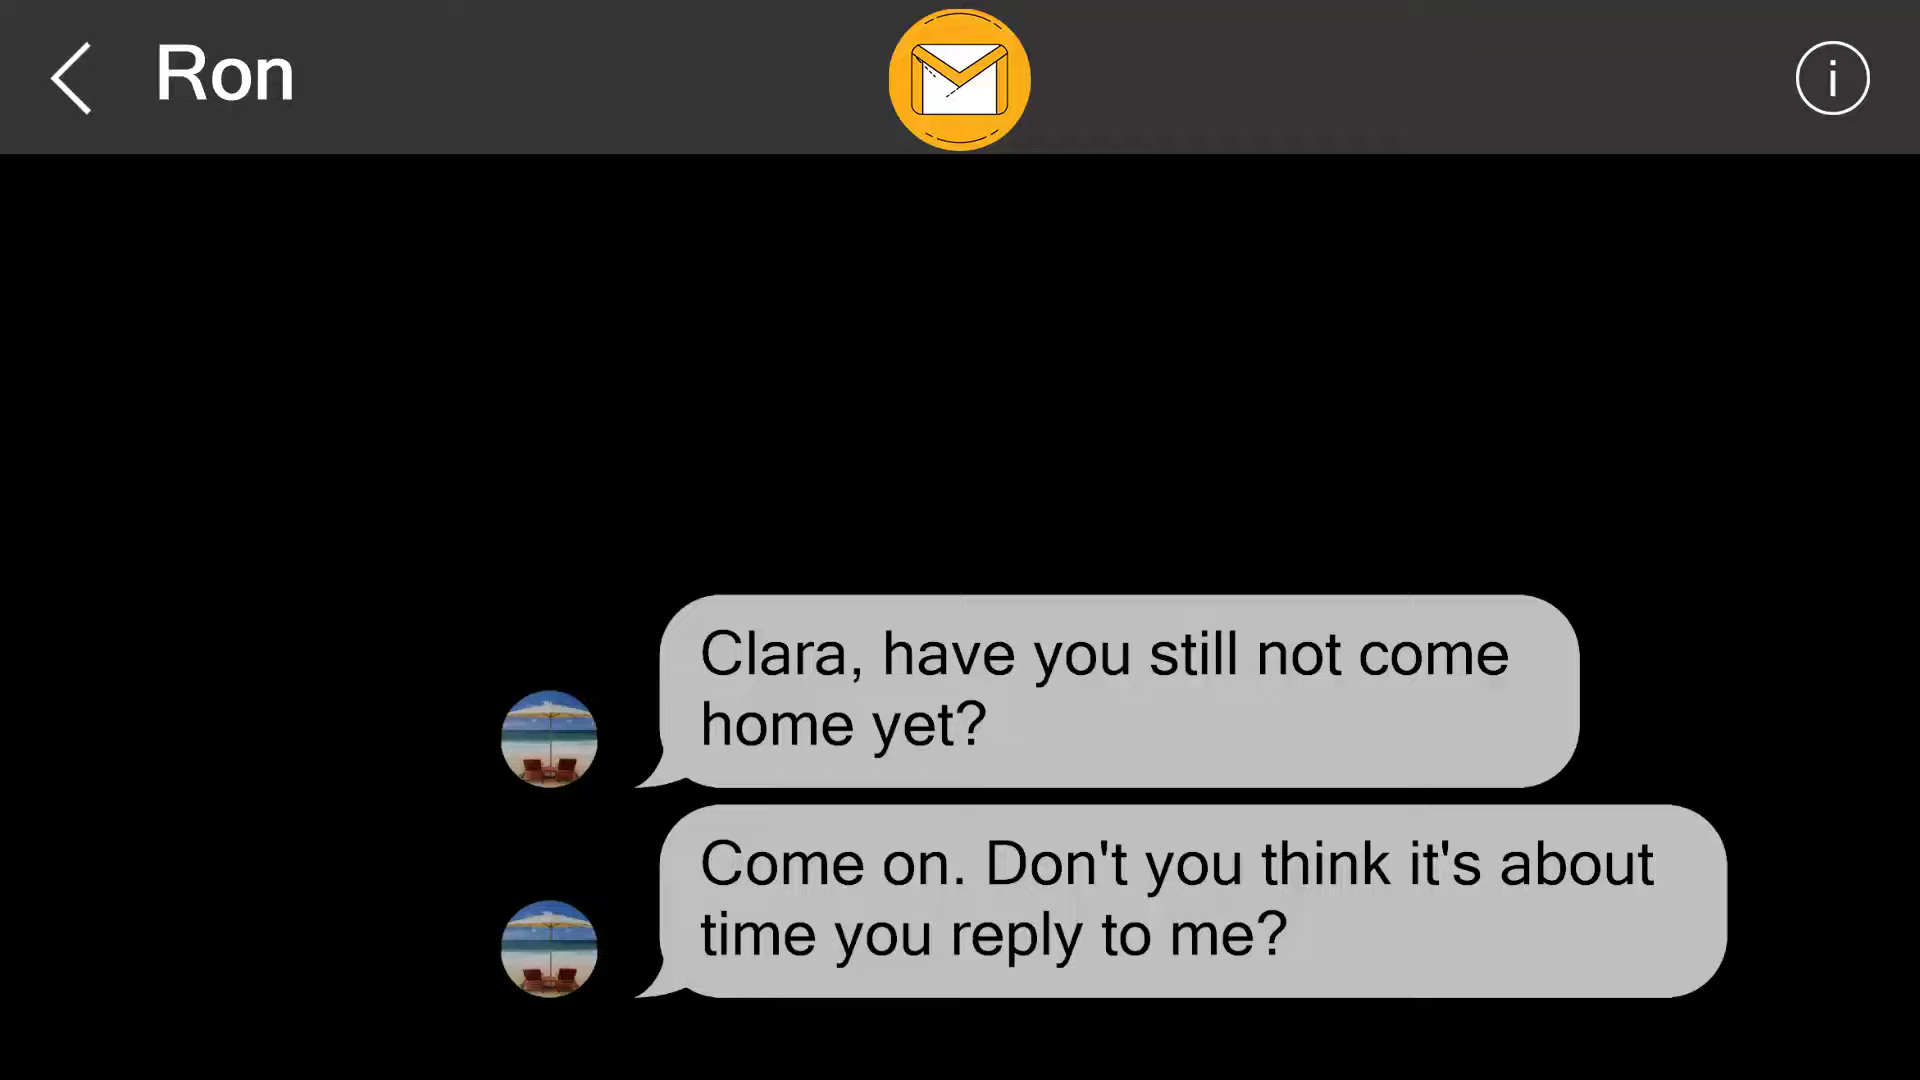 Ron
Clara, have you still not come
home yet?
Come on. Don't you think it's about
time you reply to me?